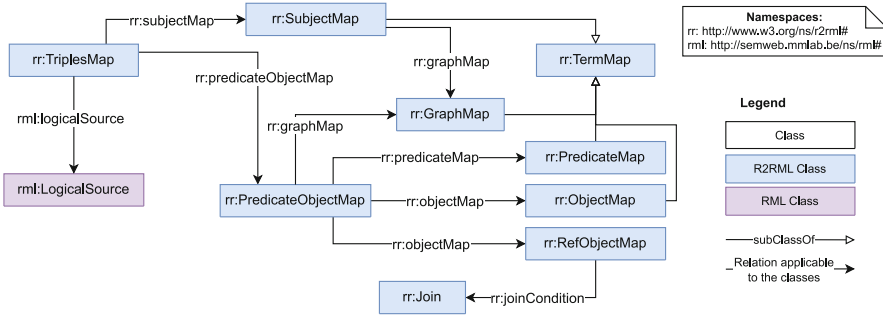 rr:subjectMap
rr:SubjectMap
Namespaces:
rr: http://www.w3.org/ns/r2rml#
rml: http://semweb.mmlab.be/ns/rml#
rr:TriplesMap
rr:graphMap
rr:TermMap
rr:predicateObjectMap
rml:logicalSource
rr:graphMap
rr:GraphMap
Legend
Class
rr:predicateMap
rr:PredicateMap
R2RML Class
rml:LogicalSource
rr:PredicateObjectMap
rr:objectMap
rr:ObjectMap
RML Class
rr:objectMap
rr:RefObjectMap
subClassOf
Relation applicable
to the classes
rr:Join
rr:joinCondition